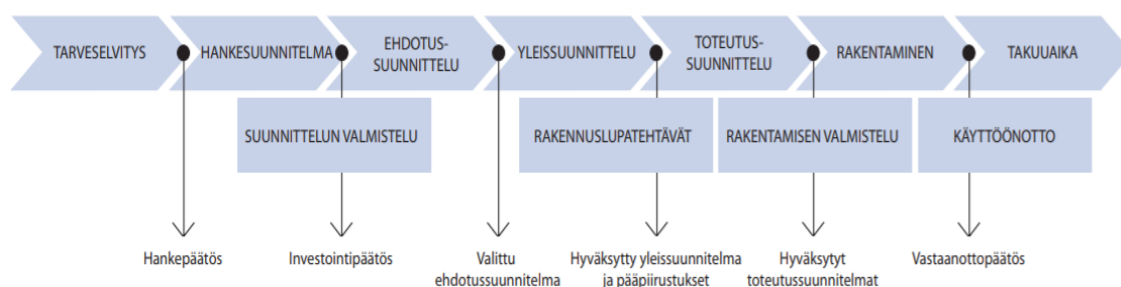 TARVESELVITYS
HANKESUUNNITELMA
EHDOTUS-
SUUNNITTELU
YLEISSUUNNITTELU
TOTEUTUS-
SUUNNITTELU
RAKENTAMINEN
TAKUUAIKA
SUUNNITTELUN VALMISTELU
RAKENNUSLUPATEHTÄVÄT
RAKENTAMISEN VALMISTELU
KÄYTTÖÖNOTTO
Hankepäätös
Investointipäätös
Valittu
ehdotussuunnitelma
Hyväksytty yleissuunnitelma
ja pääpiirustukset
Hyväksytyt
toteutussuunnitelmat
Vastaanottopäätös